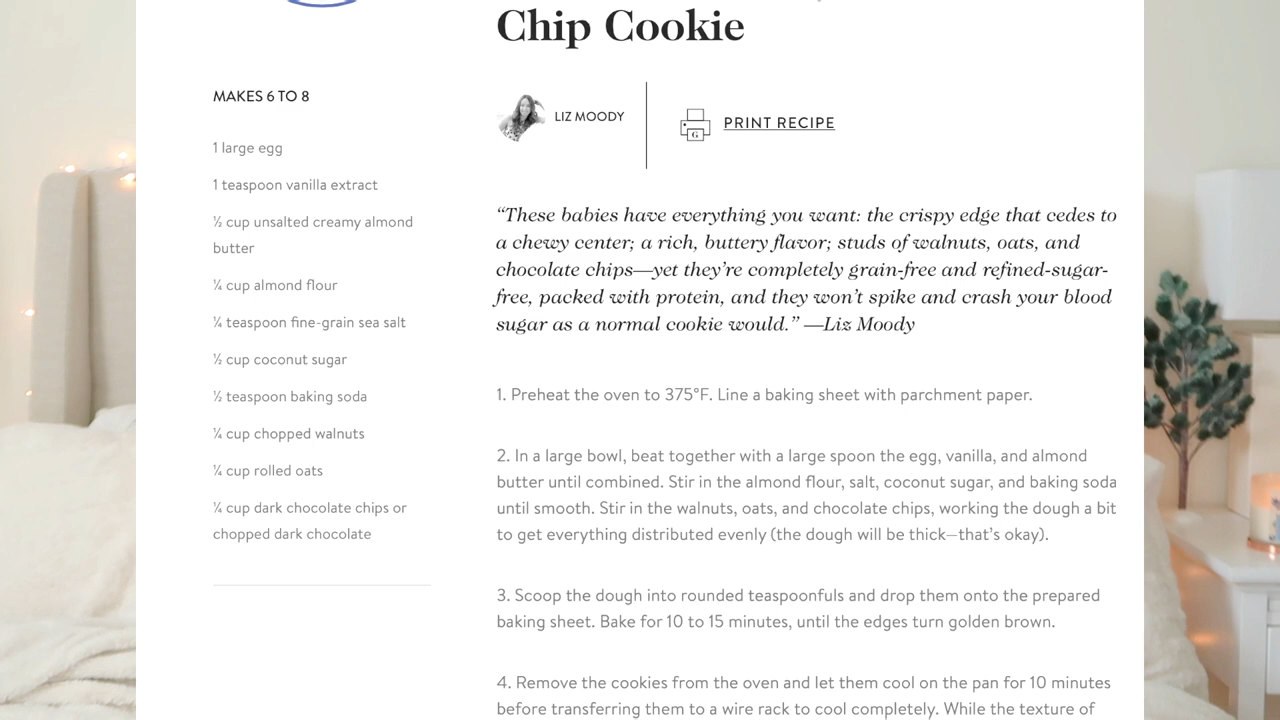 Chip Cookie
MAKES 6 TO 8
1 large egg
1 teaspoon vanilla extract
½ cup unsalted creamy almond
butter
¼ cup almond flour
¼ teaspoon fine-grain sea salt
½ cup coconut sugar
½ teaspoon baking soda
¼ cup chopped walnuts
¼ cup rolled oats
¼ cup dark chocolate chips or
chopped dark chocolate
LIZ MOODY
G
PRINT RECIPE
“These babies have everything you want: the crispy edge that cedes to
a chewy center; a rich, buttery flavor; studs of walnuts, oats, and
chocolate chips—yet they’re completely grain-free and refined-sugar-
free, packed with protein, and they won’t spike and crash your blood
sugar as a normal cookie would.” —Liz Moody
1. Preheat the oven to 375°F. Line a baking sheet with parchment paper.
2. In a large bowl, beat together with a large spoon the egg, vanilla, and almond
butter until combined. Stir in the almond flour, salt, coconut sugar, and baking soda
until smooth. Stir in the walnuts, oats, and chocolate chips, working the dough a bit
to get everything distributed evenly (the dough will be thick—that’s okay).
3. Scoop the dough into rounded teaspoonfuls and drop them onto the prepared
baking sheet. Bake for 10 to 15 minutes, until the edges turn golden brown.
4. Remove the cookies from the oven and let them cool on the pan for 10 minutes
before transferring them to a wire rack to cool completely. While the texture of